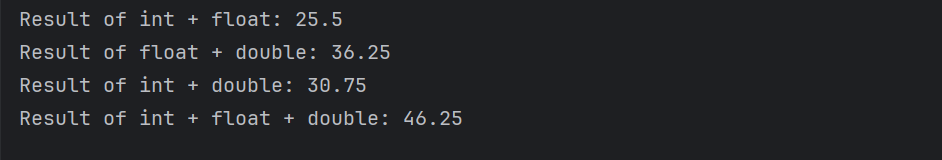 Result of int + float: 25.5
Result of float + double: 36.25
Result of int + double: 30.75
Result of int + float + double: 46.25